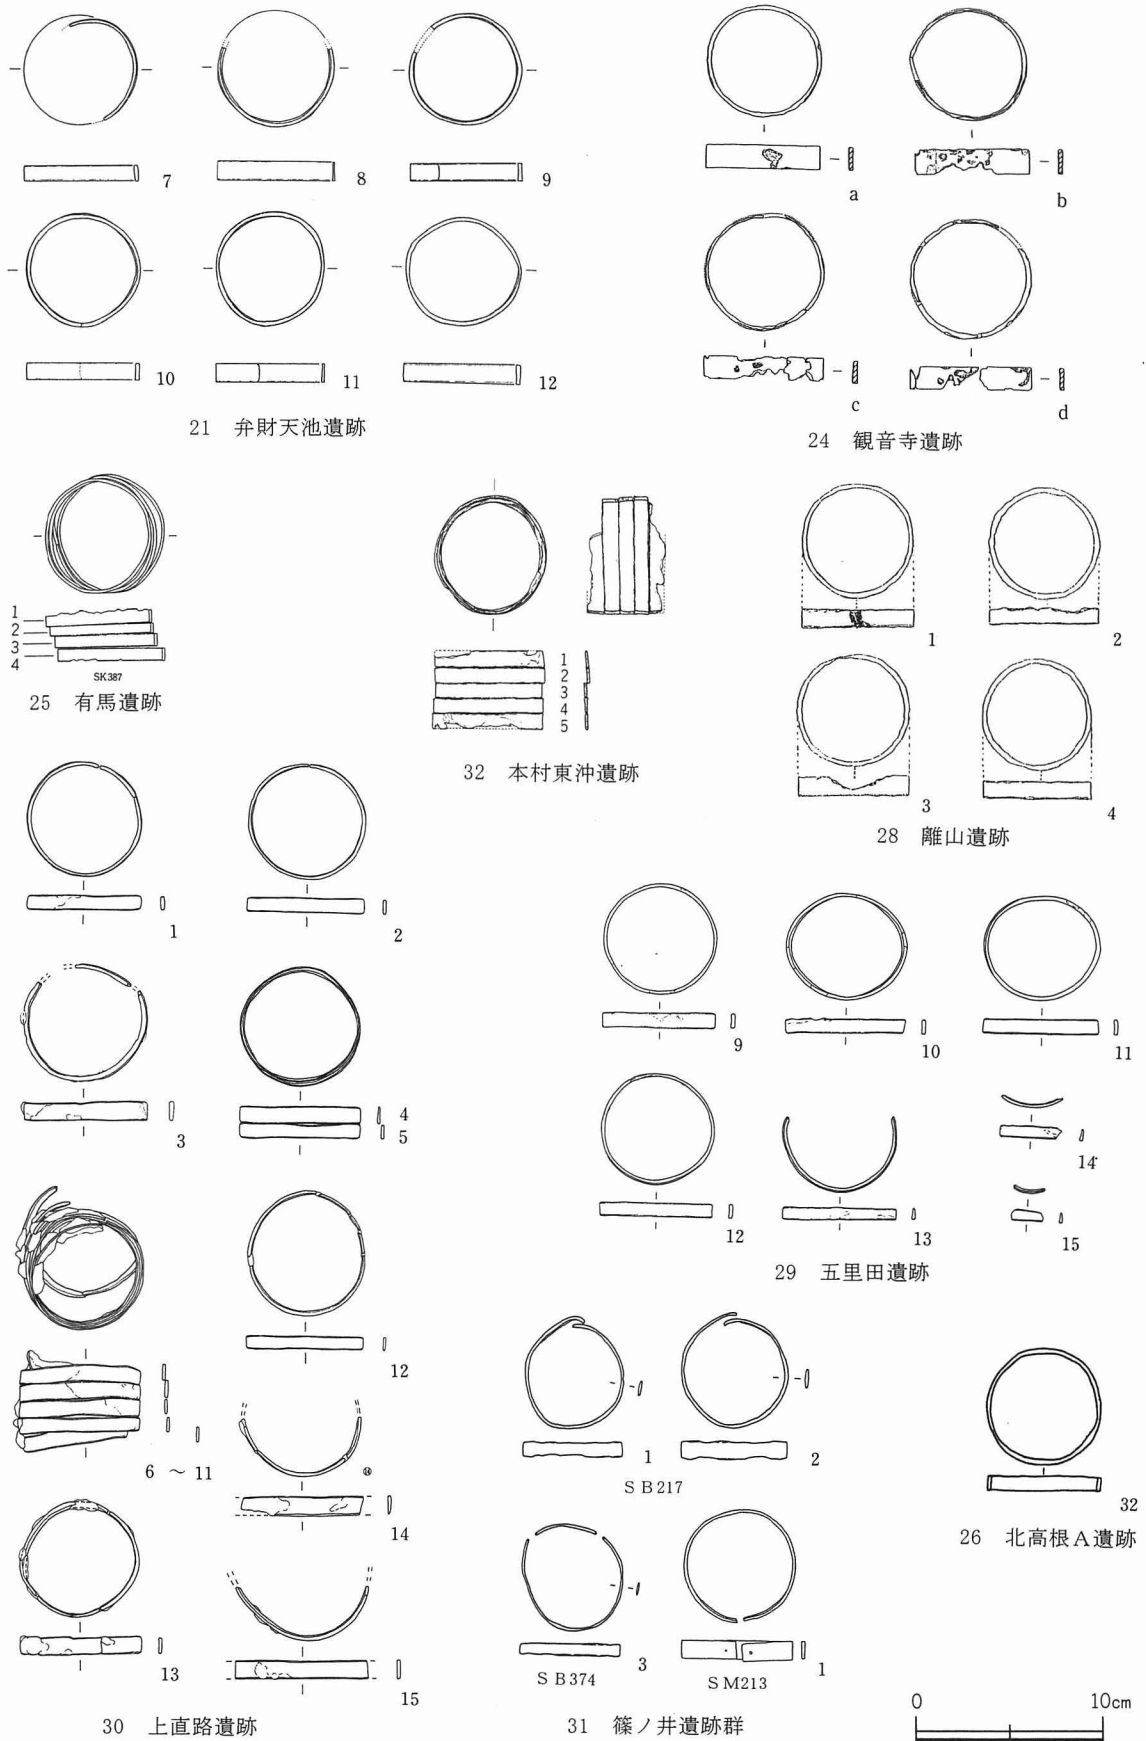 7 8 9
10 11 12
21 弁財天池遺跡
a b
c d
24 観音寺遺跡
1
2
3
4
SK387
25 有馬遺跡
1
2
3
4
5
32 本村東沖遺跡
1 2
3 4
28 離山遺跡
1 2
3 4
5
6 〜 11
12
⑭
14
13
15
30 上直路遺跡
9 10 11
12 13 14
15
29 五里田遺跡
1 2
SB217
3 1
SB374 SM213
31 篠ノ井遺跡群
32
26 北高根A遺跡
0 10cm